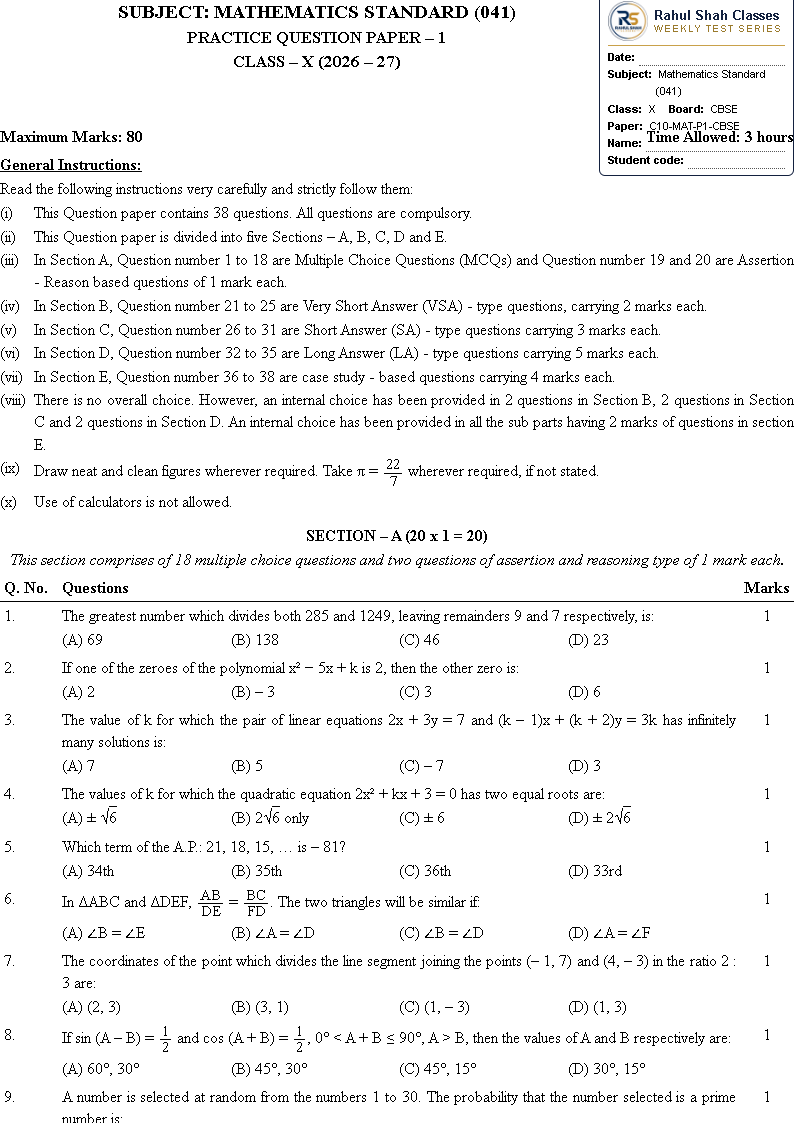 SUBJECT: MATHEMATICS STANDARD (041)
PRACTICE QUESTION PAPER – 1
CLASS – X (2026 – 27)
RS
RAHUL SHAH
Rahul Shah Classes
WEEKLY TEST SERIES
Date:
Subject: Mathematics Standard
(041)
Class: X Board: CBSE
Paper: C10-MAT-P1-CBSE
Name:
Student code:
Maximum Marks: 80 Time Allowed: 3 hours
General Instructions:
Read the following instructions very carefully and strictly follow them:
(i) This Question paper contains 38 questions. All questions are compulsory.
(ii) This Question paper is divided into five Sections – A, B, C, D and E.
(iii) In Section A, Question number 1 to 18 are Multiple Choice Questions (MCQs) and Question number 19 and 20 are Assertion
- Reason based questions of 1 mark each.
(iv) In Section B, Question number 21 to 25 are Very Short Answer (VSA) - type questions, carrying 2 marks each.
(v) In Section C, Question number 26 to 31 are Short Answer (SA) - type questions carrying 3 marks each.
(vi) In Section D, Question number 32 to 35 are Long Answer (LA) - type questions carrying 5 marks each.
(vii) In Section E, Question number 36 to 38 are case study - based questions carrying 4 marks each.
(viii) There is no overall choice. However, an internal choice has been provided in 2 questions in Section B, 2 questions in Section
C and 2 questions in Section D. An internal choice has been provided in all the sub parts having 2 marks of questions in section
E.
(ix) Draw neat and clean figures wherever required. Take π = 22/7 wherever required, if not stated.
(x) Use of calculators is not allowed.
SECTION – A (20 x 1 = 20)
This section comprises of 18 multiple choice questions and two questions of assertion and reasoning type of 1 mark each.
Q. No. Questions Marks
1. The greatest number which divides both 285 and 1249, leaving remainders 9 and 7 respectively, is: 1
(A) 69 (B) 138 (C) 46 (D) 23
2. If one of the zeroes of the polynomial x² − 5x + k is 2, then the other zero is: 1
(A) 2 (B) – 3 (C) 3 (D) 6
3. The value of k for which the pair of linear equations 2x + 3y = 7 and (k − 1)x + (k + 2)y = 3k has infinitely 1
many solutions is:
(A) 7 (B) 5 (C) – 7 (D) 3
4. The values of k for which the quadratic equation 2x² + kx + 3 = 0 has two equal roots are: 1
(A) ± √6 (B) 2√6 only (C) ± 6 (D) ± 2√6
5. Which term of the A.P.: 21, 18, 15, … is – 81? 1
(A) 34th (B) 35th (C) 36th (D) 33rd
6. In ΔABC and ΔDEF, AB/DE = BC/FD. The two triangles will be similar if: 1
(A) ∠B = ∠E (B) ∠A = ∠D (C) ∠B = ∠D (D) ∠A = ∠F
7. The coordinates of the point which divides the line segment joining the points (– 1, 7) and (4, – 3) in the ratio 2 : 1
3 are:
(A) (2, 3) (B) (3, 1) (C) (1, – 3) (D) (1, 3)
8. If sin (A – B) = 1/2 and cos (A + B) = 1/2, 0° < A + B ≤ 90°, A > B, then the values of A and B respectively are: 1
(A) 60°, 30° (B) 45°, 30° (C) 45°, 15° (D) 30°, 15°
9. A number is selected at random from the numbers 1 to 30. The probability that the number selected is a prime 1
number is: